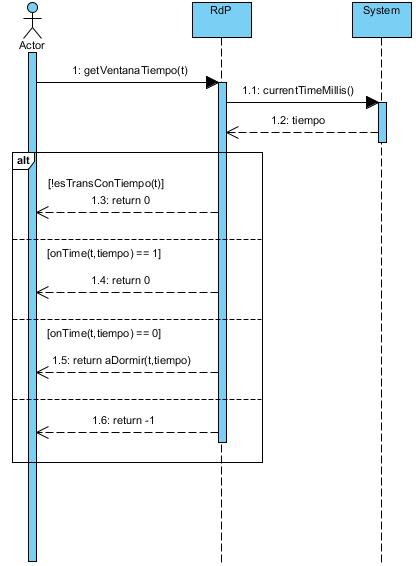 RdP
System
Actor
1: getVentanaTiempo(t)
1.1: currentTimeMillis()
1.2: tiempo
alt
[!esTransConTiempo(t)]
1.3: return 0
[onTime(t,tiempo) == 1]
1.4: return 0
[onTime(t,tiempo) == 0]
1.5: return aDormir(t,tiempo)
1.6: return -1